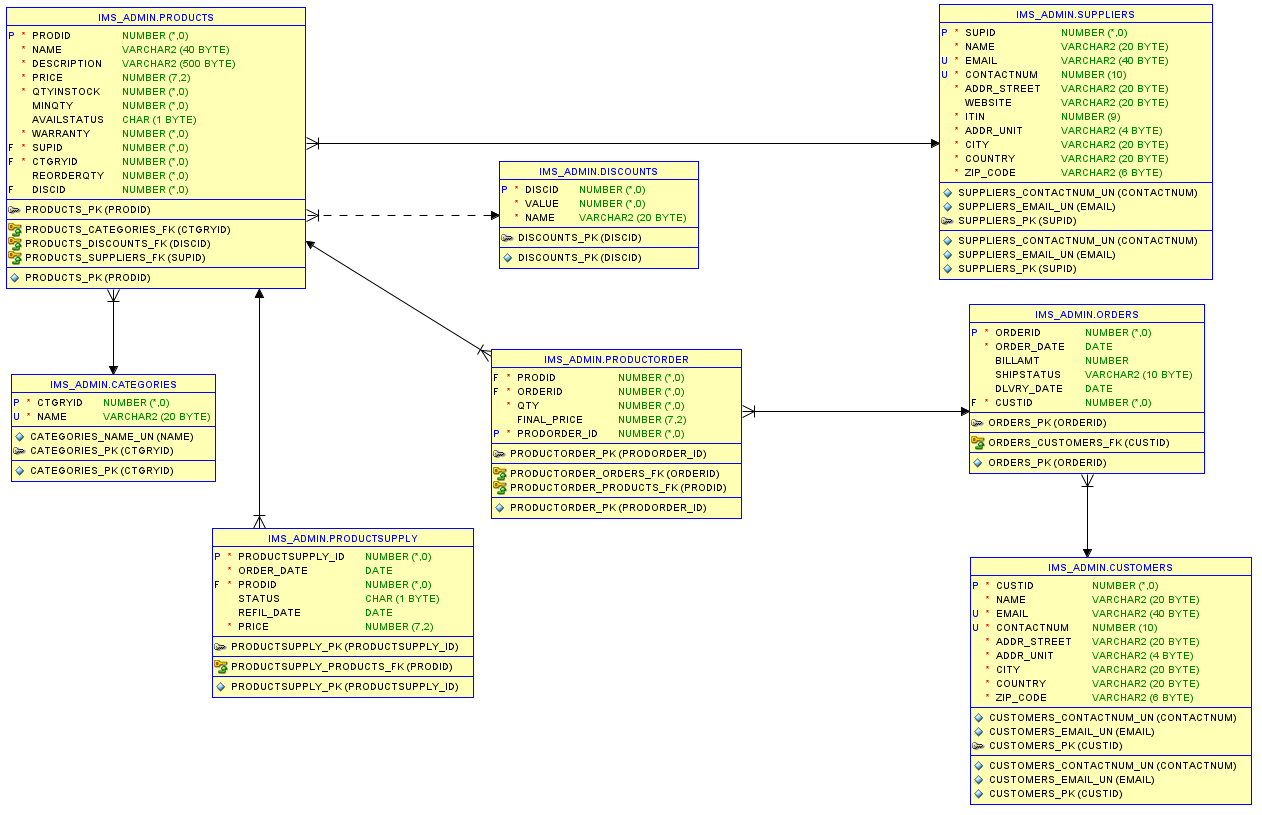 IMS_ADMIN.PRODUCTS
P * PRODID NUMBER (*,0)
* NAME VARCHAR2 (40 BYTE)
* DESCRIPTION VARCHAR2 (500 BYTE)
* PRICE NUMBER (7,2)
* QTYINSTOCK NUMBER (*,0)
MINQTY NUMBER (*,0)
AVAILSTATUS CHAR (1 BYTE)
* WARRANTY NUMBER (*,0)
F * SUPID NUMBER (*,0)
F * CTGRYID NUMBER (*,0)
REORDERQTY NUMBER (*,0)
F DISCID NUMBER (*,0)
PRODUCTS_PK (PRODID)
PRODUCTS_CATEGORIES_FK (CTGRYID)
PRODUCTS_DISCOUNTS_FK (DISCID)
PRODUCTS_SUPPLIERS_FK (SUPID)
PRODUCTS_PK (PRODID)
IMS_ADMIN.SUPPLIERS
P * SUPID NUMBER (*,0)
* NAME VARCHAR2 (20 BYTE)
U * EMAIL VARCHAR2 (40 BYTE)
U * CONTACTNUM NUMBER (10)
* ADDR_STREET VARCHAR2 (20 BYTE)
WEBSITE VARCHAR2 (20 BYTE)
* ITIN NUMBER (9)
* ADDR_UNIT VARCHAR2 (4 BYTE)
* CITY VARCHAR2 (20 BYTE)
* COUNTRY VARCHAR2 (20 BYTE)
* ZIP_CODE VARCHAR2 (6 BYTE)
SUPPLIERS_CONTACTNUM_UN (CONTACTNUM)
SUPPLIERS_EMAIL_UN (EMAIL)
SUPPLIERS_PK (SUPID)
SUPPLIERS_CONTACTNUM_UN (CONTACTNUM)
SUPPLIERS_EMAIL_UN (EMAIL)
SUPPLIERS_PK (SUPID)
IMS_ADMIN.DISCOUNTS
P * DISCID NUMBER (*,0)
* VALUE NUMBER (*,0)
* NAME VARCHAR2 (20 BYTE)
DISCOUNTS_PK (DISCID)
DISCOUNTS_PK (DISCID)
IMS_ADMIN.CATEGORIES
P * CTGRYID NUMBER (*,0)
U * NAME VARCHAR2 (20 BYTE)
CATEGORIES_NAME_UN (NAME)
CATEGORIES_PK (CTGRYID)
CATEGORIES_PK (CTGRYID)
IMS_ADMIN.PRODUCTORDER
F * PRODID NUMBER (*,0)
F * ORDERID NUMBER (*,0)
* QTY NUMBER (*,0)
FINAL_PRICE NUMBER (7,2)
P * PRODORDER_ID NUMBER (*,0)
PRODUCTORDER_PK (PRODORDER_ID)
PRODUCTORDER_ORDERS_FK (ORDERID)
PRODUCTORDER_PRODUCTS_FK (PRODID)
PRODUCTORDER_PK (PRODORDER_ID)
IMS_ADMIN.ORDERS
P * ORDERID NUMBER (*,0)
* ORDER_DATE DATE
BILLAMT NUMBER
SHIPSTATUS VARCHAR2 (10 BYTE)
DLVRY_DATE DATE
F * CUSTID NUMBER (*,0)
ORDERS_PK (ORDERID)
ORDERS_CUSTOMERS_FK (CUSTID)
ORDERS_PK (ORDERID)
IMS_ADMIN.PRODUCTSUPPLY
P * PRODUCTSUPPLY_ID NUMBER (*,0)
* ORDER_DATE DATE
F * PRODID NUMBER (*,0)
STATUS CHAR (1 BYTE)
REFIL_DATE DATE
* PRICE NUMBER (7,2)
PRODUCTSUPPLY_PK (PRODUCTSUPPLY_ID)
PRODUCTSUPPLY_PRODUCTS_FK (PRODID)
PRODUCTSUPPLY_PK (PRODUCTSUPPLY_ID)
IMS_ADMIN.CUSTOMERS
P * CUSTID NUMBER (*,0)
* NAME VARCHAR2 (20 BYTE)
U * EMAIL VARCHAR2 (40 BYTE)
U * CONTACTNUM NUMBER (10)
* ADDR_STREET VARCHAR2 (20 BYTE)
* ADDR_UNIT VARCHAR2 (4 BYTE)
* CITY VARCHAR2 (20 BYTE)
* COUNTRY VARCHAR2 (20 BYTE)
* ZIP_CODE VARCHAR2 (6 BYTE)
CUSTOMERS_CONTACTNUM_UN (CONTACTNUM)
CUSTOMERS_EMAIL_UN (EMAIL)
CUSTOMERS_PK (CUSTID)
CUSTOMERS_CONTACTNUM_UN (CONTACTNUM)
CUSTOMERS_EMAIL_UN (EMAIL)
CUSTOMERS_PK (CUSTID)